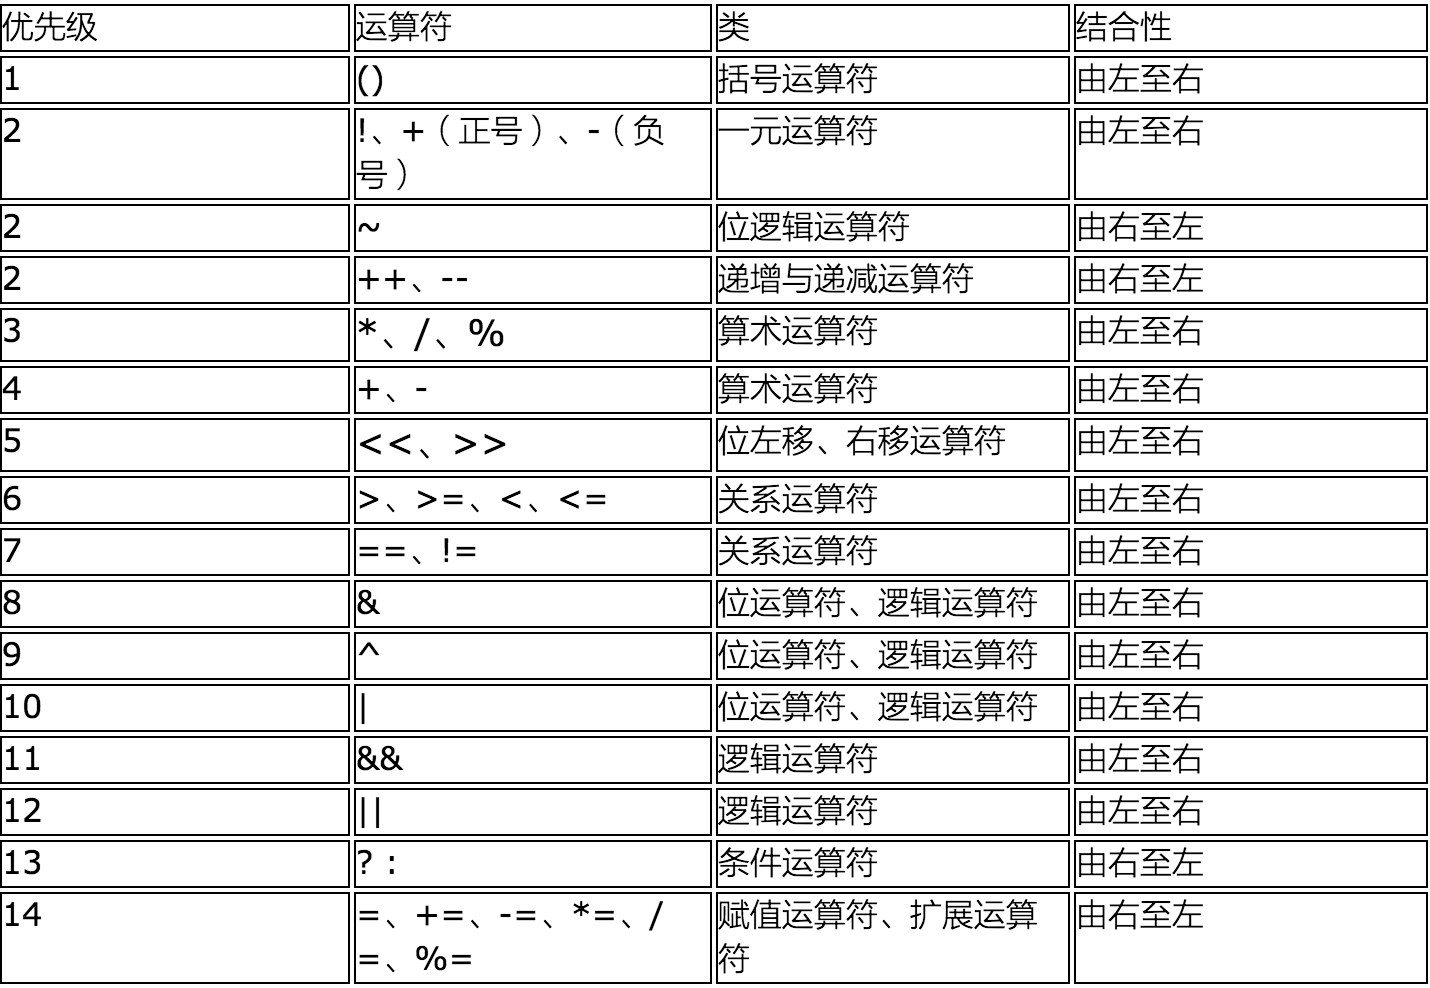 优先级 运算符 类 结合性
1 () 括号运算符 由左至右
2 !、+（正号）、-（负 一元运算符 由左至右
号）
2 ~ 位逻辑运算符 由右至左
2 ++、-- 递增与递减运算符 由右至左
3 *、/、% 算术运算符 由左至右
4 +、- 算术运算符 由左至右
5 <<、>> 位左移、右移运算符 由左至右
6 >、>=、<、<= 关系运算符 由左至右
7 ==、!= 关系运算符 由左至右
8 & 位运算符、逻辑运算符 由左至右
9 ^ 位运算符、逻辑运算符 由左至右
10 | 位运算符、逻辑运算符 由左至右
11 && 逻辑运算符 由左至右
12 || 逻辑运算符 由左至右
13 ? : 条件运算符 由右至左
14 =、+=、-=、*=、/ 赋值运算符、扩展运算 由右至左
=、%= 符